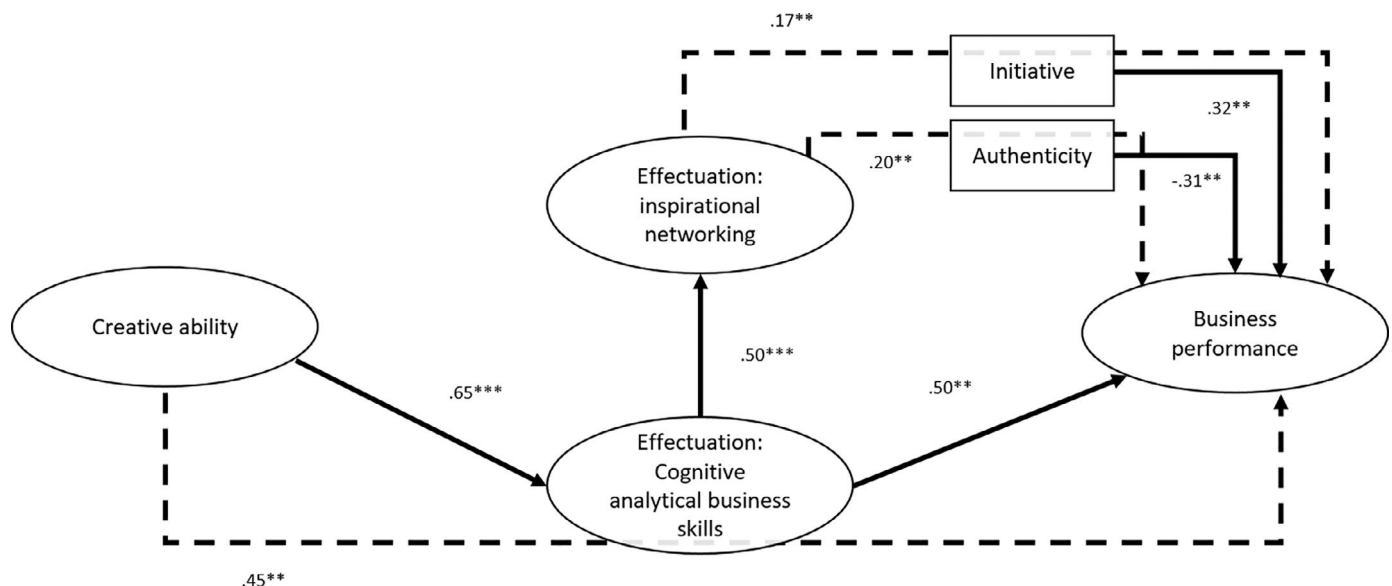 .17**
Initiative
.32**
Authenticity
.20**
-.31**
Effectuation:
inspirational
networking
Creative ability
Business
performance
.50***
.65***
.50**
Effectuation:
Cognitive
analytical business
skills
.45**